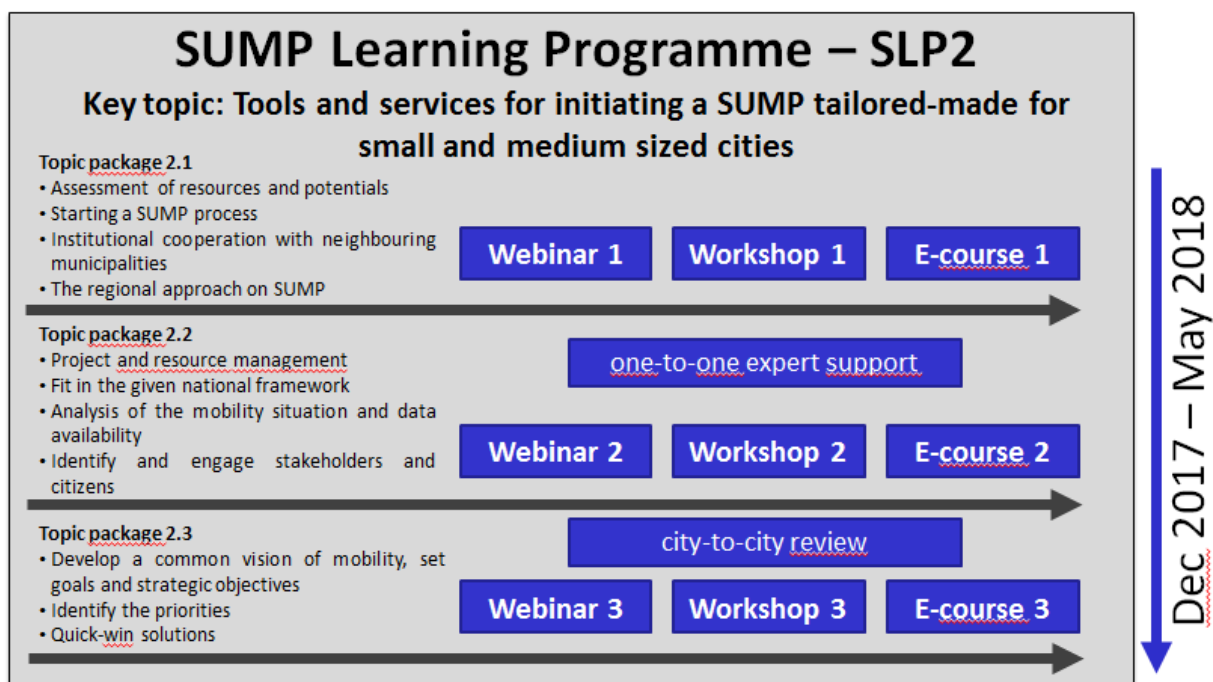 SUMP Learning Programme – SLP2
Key topic: Tools and services for initiating a SUMP tailored-made for
small and medium sized cities
Topic package 2.1
• Assessment of resources and potentials
• Starting a SUMP process
• Institutional cooperation with neighbouring
municipalities
• The regional approach on SUMP
Webinar 1
Workshop 1
E-course 1
Topic package 2.2
• Project and resource management
• Fit in the given national framework
• Analysis of the mobility situation and data
availability
• Identify and engage stakeholders and
citizens
one-to-one expert support
Webinar 2
Workshop 2
E-course 2
Topic package 2.3
• Develop a common vision of mobility, set
goals and strategic objectives
• Identify the priorities
• Quick-win solutions
city-to-city review
Webinar 3
Workshop 3
E-course 3
Dec 2017 – May 2018